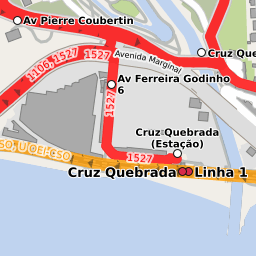 Av Pierre Coubertin
Avenida Marginal
Cruz Quebra
1106, 1527
1527
Av Ferreira Godinho
6
1527
Cruz Quebrada
(Estação)
1527
Cruz Quebrada
Linha 1